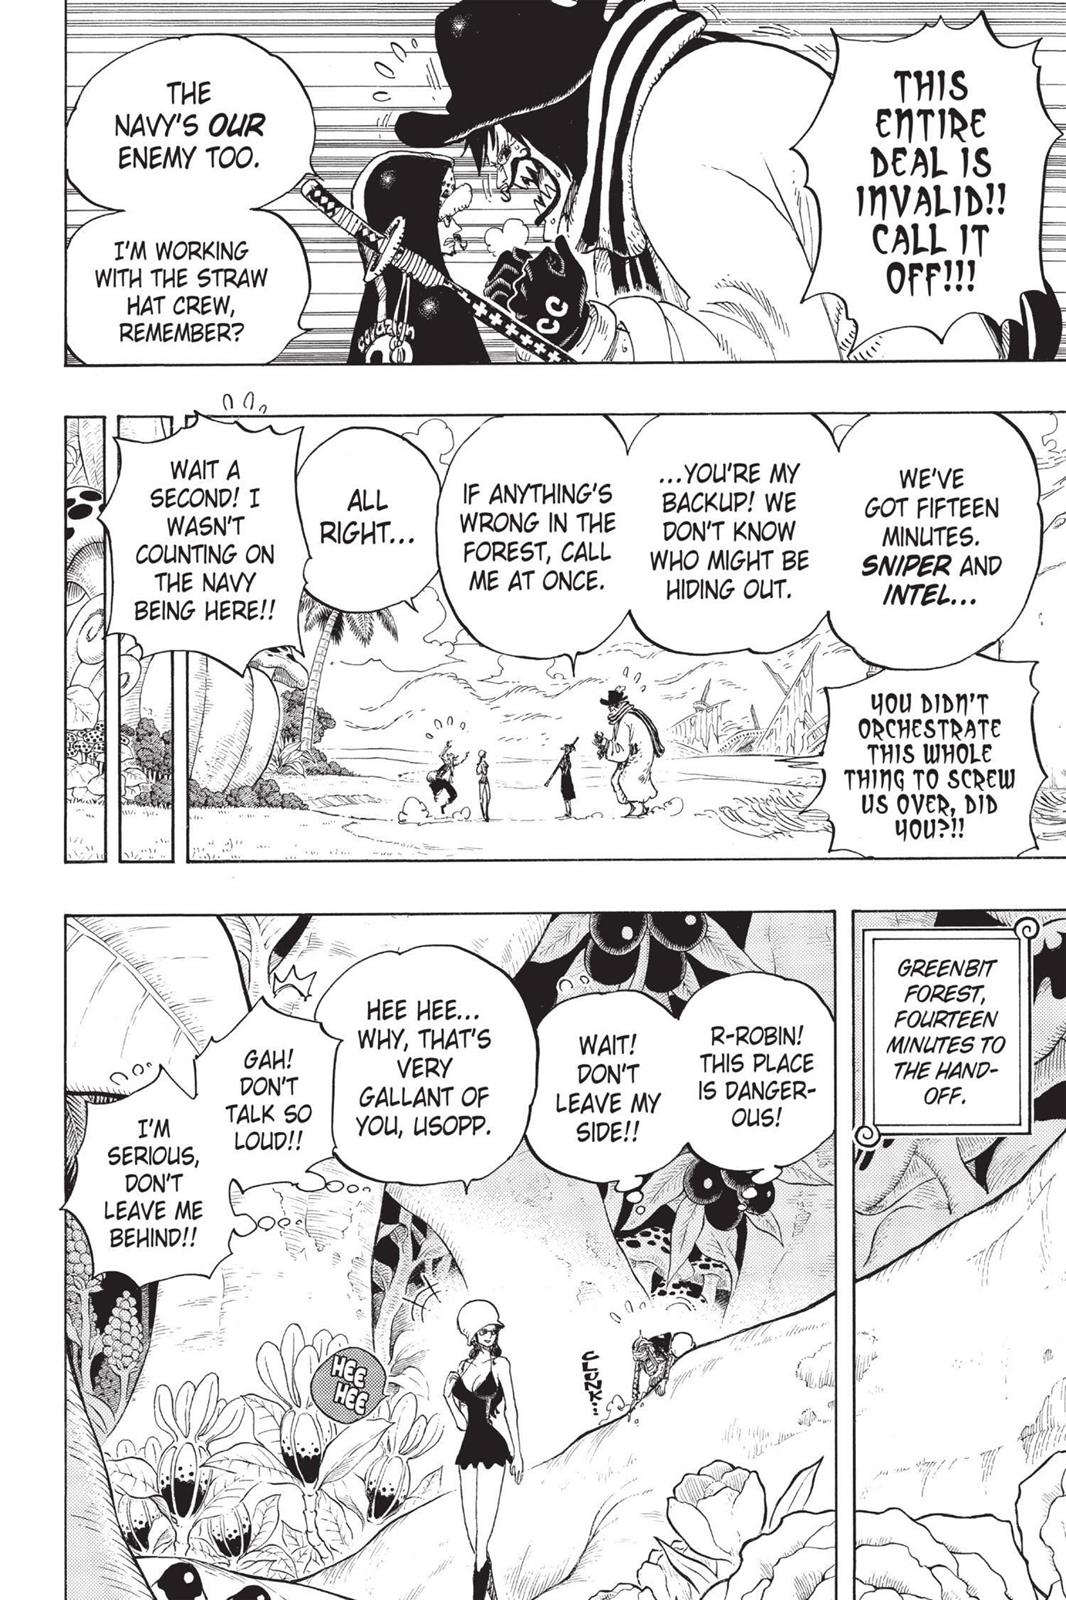 THIS
ENTIRE
DEAL IS
INVALID!!
CALL IT
OFF!!!
THE
NAVY'S OUR
ENEMY TOO.
I'M WORKING
WITH THE STRAW
HAT CREW,
REMEMBER?
corazon
CC
WE'VE
GOT FIFTEEN
MINUTES.
SNIPER AND
INTEL...
...YOU'RE MY
BACKUP! WE
DON'T KNOW
WHO MIGHT BE
HIDING OUT.
IF ANYTHING'S
WRONG IN THE
FOREST, CALL
ME AT ONCE.
YOU DIDN'T
ORCHESTRATE
THIS WHOLE
THING TO SCREW
US OVER, DID
YOU?!!
ALL
RIGHT...
WAIT A
SECOND! I
WASN'T
COUNTING ON
THE NAVY
BEING HERE!!
GREENBIT
FOREST,
FOURTEEN
MINUTES TO
THE HAND-
OFF.
R-ROBIN!
THIS PLACE
IS DANGER-
OUS!
WAIT!
DON'T
LEAVE MY
SIDE!!
CLUNK...
HEE HEE...
WHY, THAT'S
VERY
GALLANT OF
YOU, USOPP.
HEE
HEE
GAH!
DON'T
TALK SO
LOUD!!
I'M
SERIOUS,
DON'T
LEAVE ME
BEHIND!!